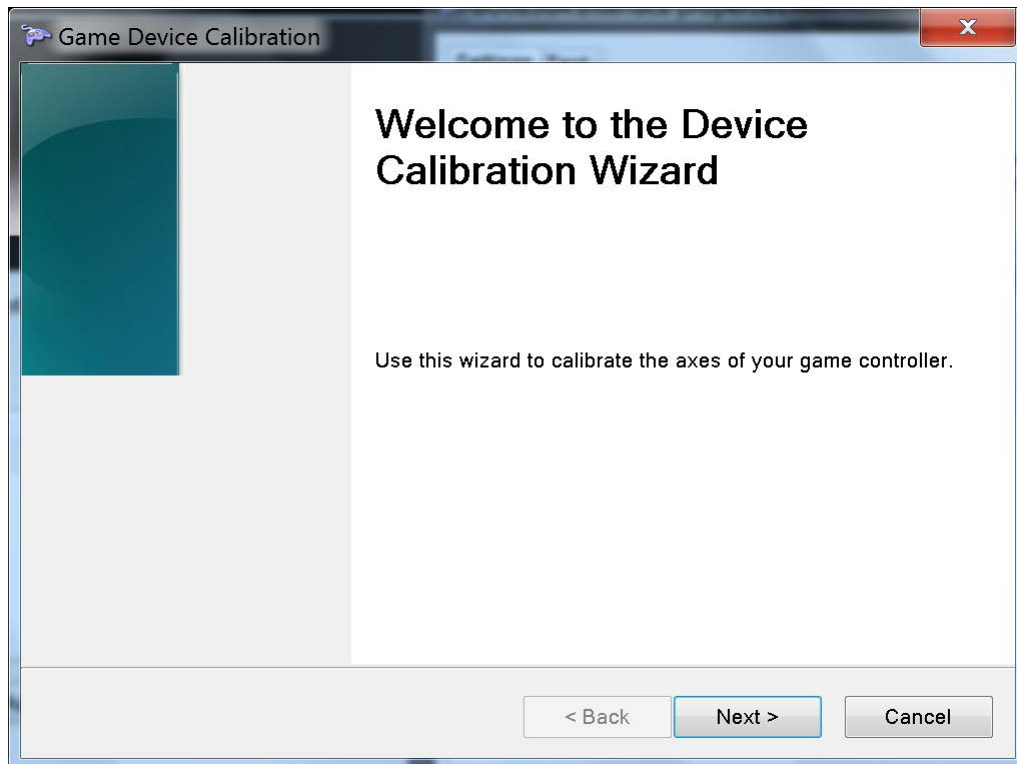 Game Device Calibration
Welcome to the Device
Calibration Wizard
Use this wizard to calibrate the axes of your game controller.
< Back
Next >
Cancel